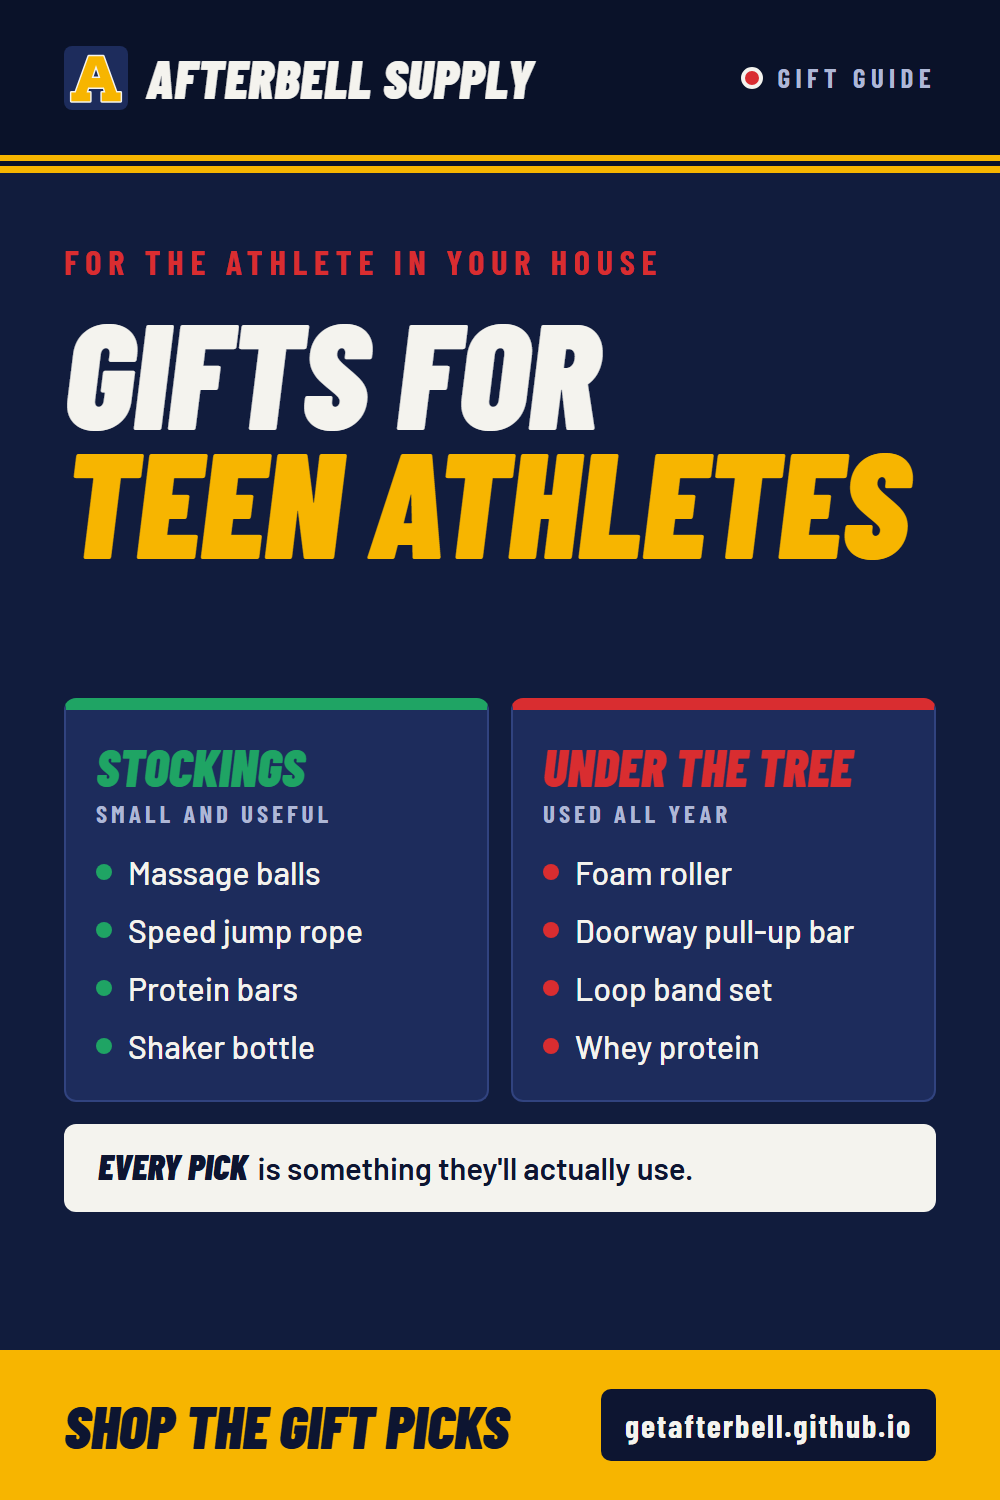 A AFTERBELL SUPPLY
GIFT GUIDE
FOR THE ATHLETE IN YOUR HOUSE
GIFTS FOR
TEEN ATHLETES
STOCKINGS
SMALL AND USEFUL
Massage balls
Speed jump rope
Protein bars
Shaker bottle
UNDER THE TREE
USED ALL YEAR
Foam roller
Doorway pull-up bar
Loop band set
Whey protein
EVERY PICK is something they'll actually use.
SHOP THE GIFT PICKS
getafterbell.github.io